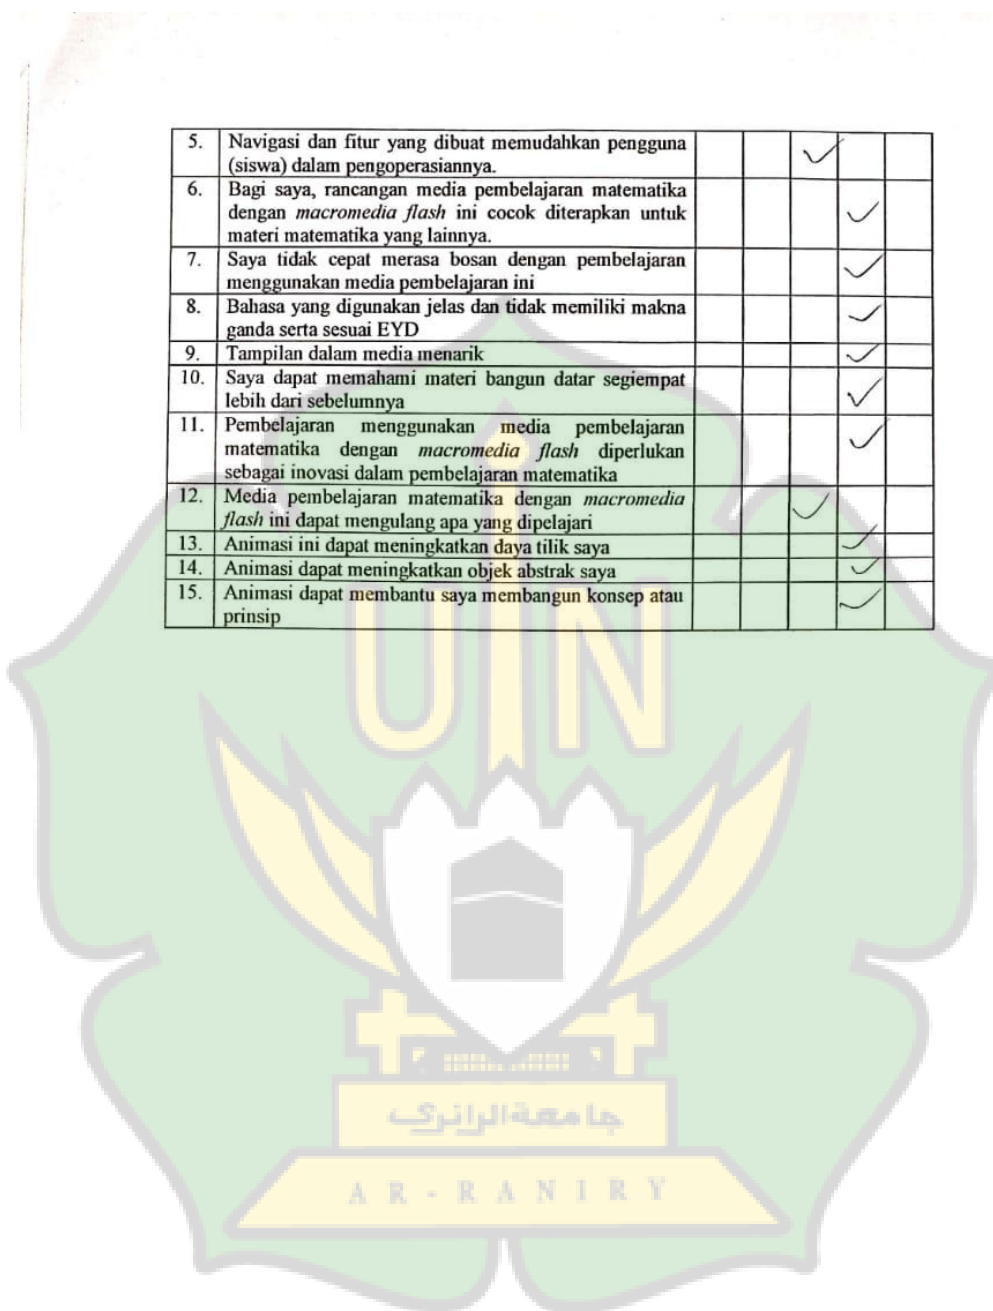 5. Navigasi dan fitur yang dibuat memudahkan pengguna
(siswa) dalam pengoperasiannya.
6. Bagi saya, rancangan media pembelajaran matematika
dengan macromedia flash ini cocok diterapkan untuk
materi matematika yang lainnya.
7. Saya tidak cepat merasa bosan dengan pembelajaran
menggunakan media pembelajaran ini
8. Bahasa yang digunakan jelas dan tidak memiliki makna
ganda serta sesuai EYD
9. Tampilan dalam media menarik
10. Saya dapat memahami materi bangun datar segiempat
lebih dari sebelumnya
11. Pembelajaran menggunakan media pembelajaran
matematika dengan macromedia flash diperlukan
sebagai inovasi dalam pembelajaran matematika
12. Media pembelajaran matematika dengan macromedia
flash ini dapat mengulang apa yang dipelajari
13. Animasi ini dapat meningkatkan daya tilik saya
14. Animasi dapat meningkatkan objek abstrak saya
15. Animasi dapat membantu saya membangun konsep atau
prinsip
UIN
جامعة الرانري
AR-RANIRY